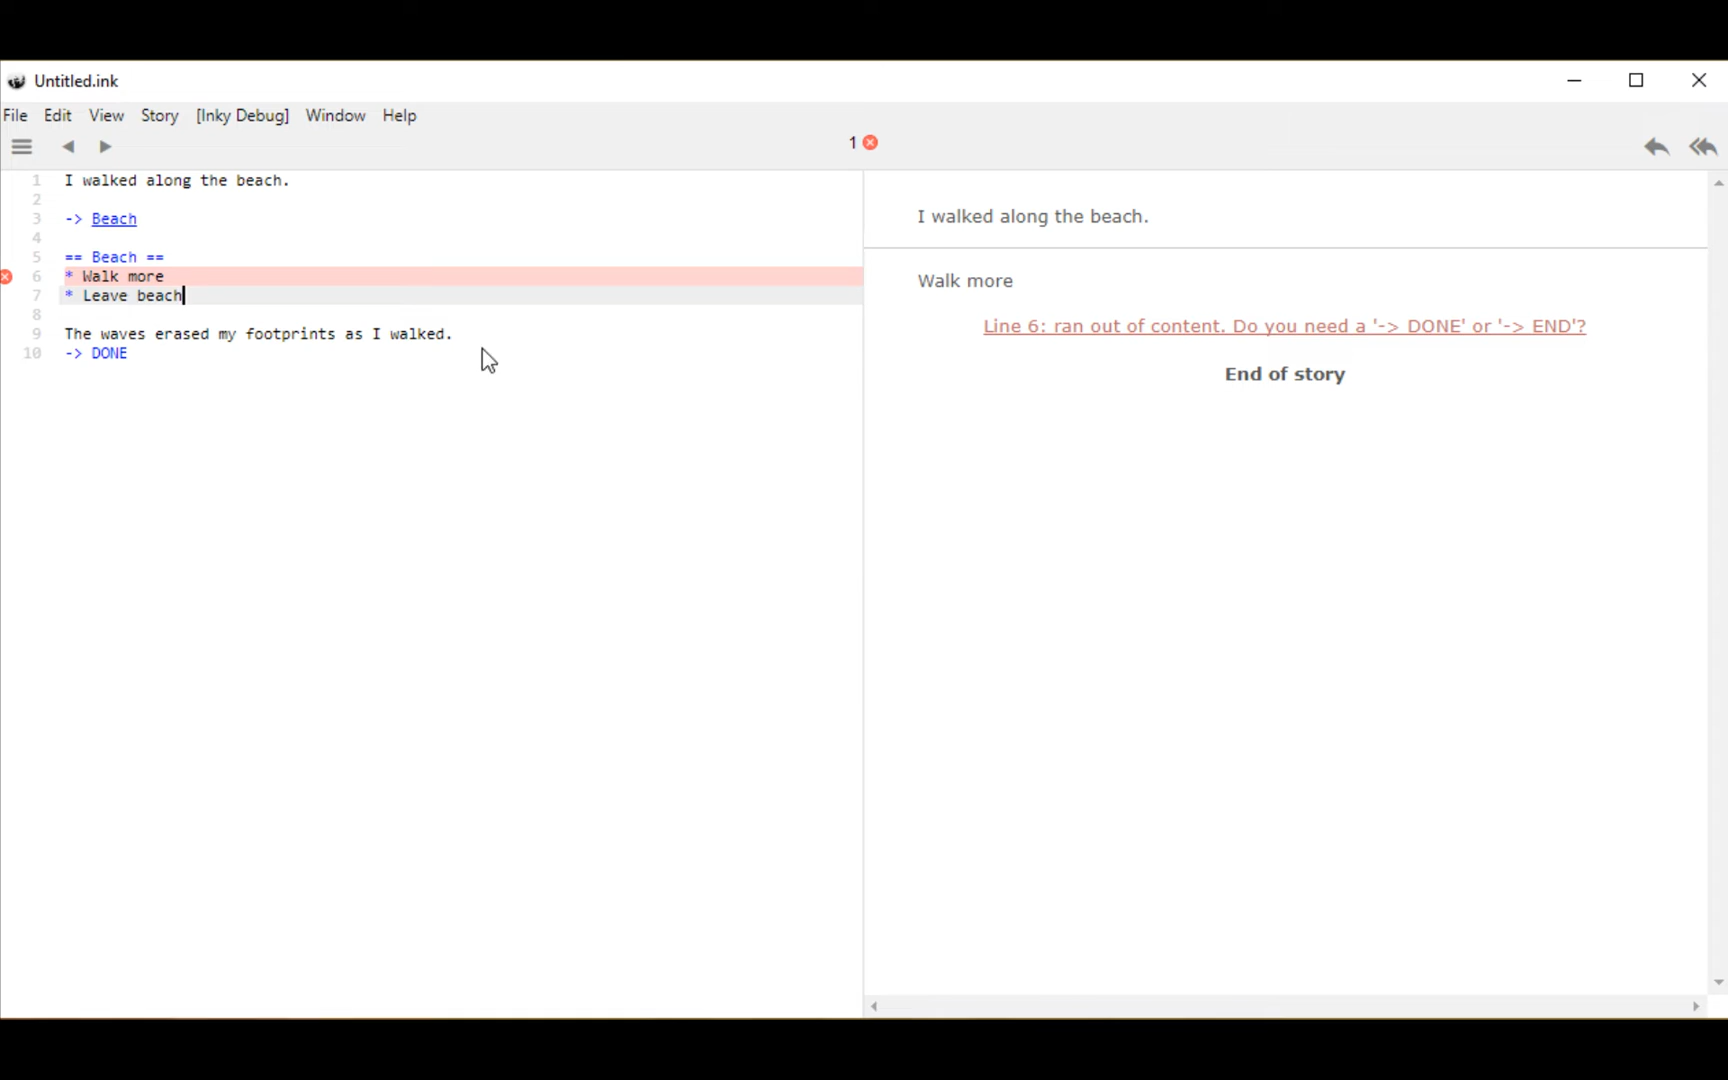 Untitled.ink
File Edit View Story [Inky Debug] Window Help
1
1 I walked along the beach.
2
3 -> Beach
4
5 == Beach ==
6 * Walk more
7 * Leave beach
8
9 The waves erased my footprints as I walked.
10 -> DONE
I walked along the beach.
Walk more
Line 6: ran out of content. Do you need a '-> DONE' or '-> END'?
End of story